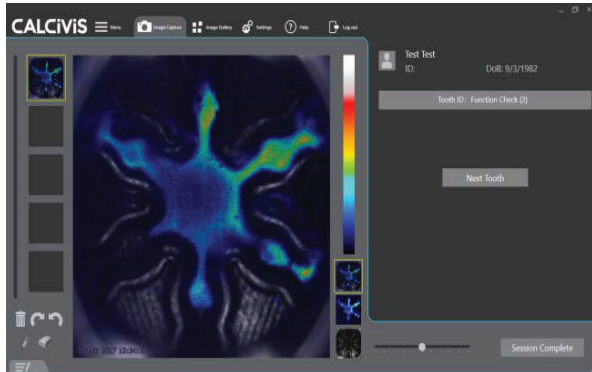 CALCiViS Menu Image Capture Image Gallery Settings Help Log out
Test Test
ID: DoB: 9/3/1982
Tooth ID: Function Check (2)
Next Tooth
Session Complete